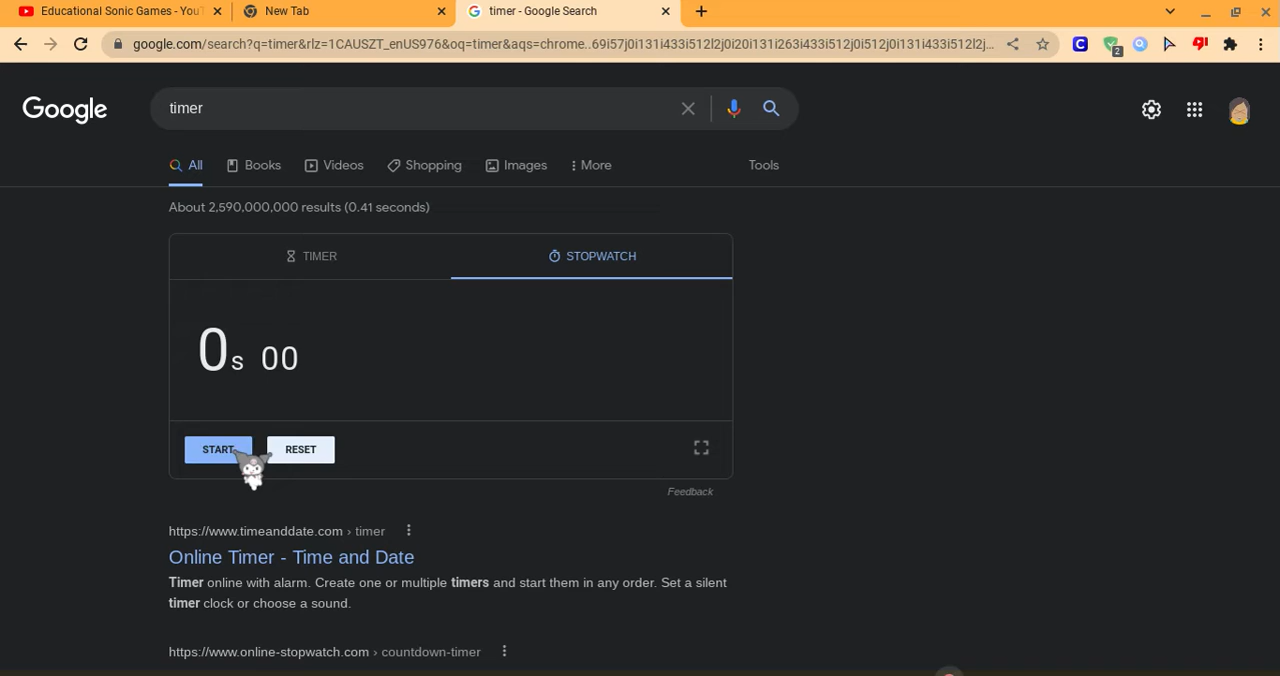 Educational Sonic Games - You
New Tab
timer - Google Search
google.com/search?q=timer&rlz=1CAUSZT_enUS976&oq=timer&aqs=chrome..69i57j0i131i433i512l2j0i20i131i263i433i512j0i512j0i131i433i512l2j...
C
2
Google
timer
All
Books
Videos
Shopping
Images
More
Tools
About 2,590,000,000 results (0.41 seconds)
TIMER
STOPWATCH
0s 00
START
RESET
Feedback
https://www.timeanddate.com › timer
Online Timer - Time and Date
Timer online with alarm. Create one or multiple timers and start them in any order. Set a silent
timer clock or choose a sound.
https://www.online-stopwatch.com › countdown-timer